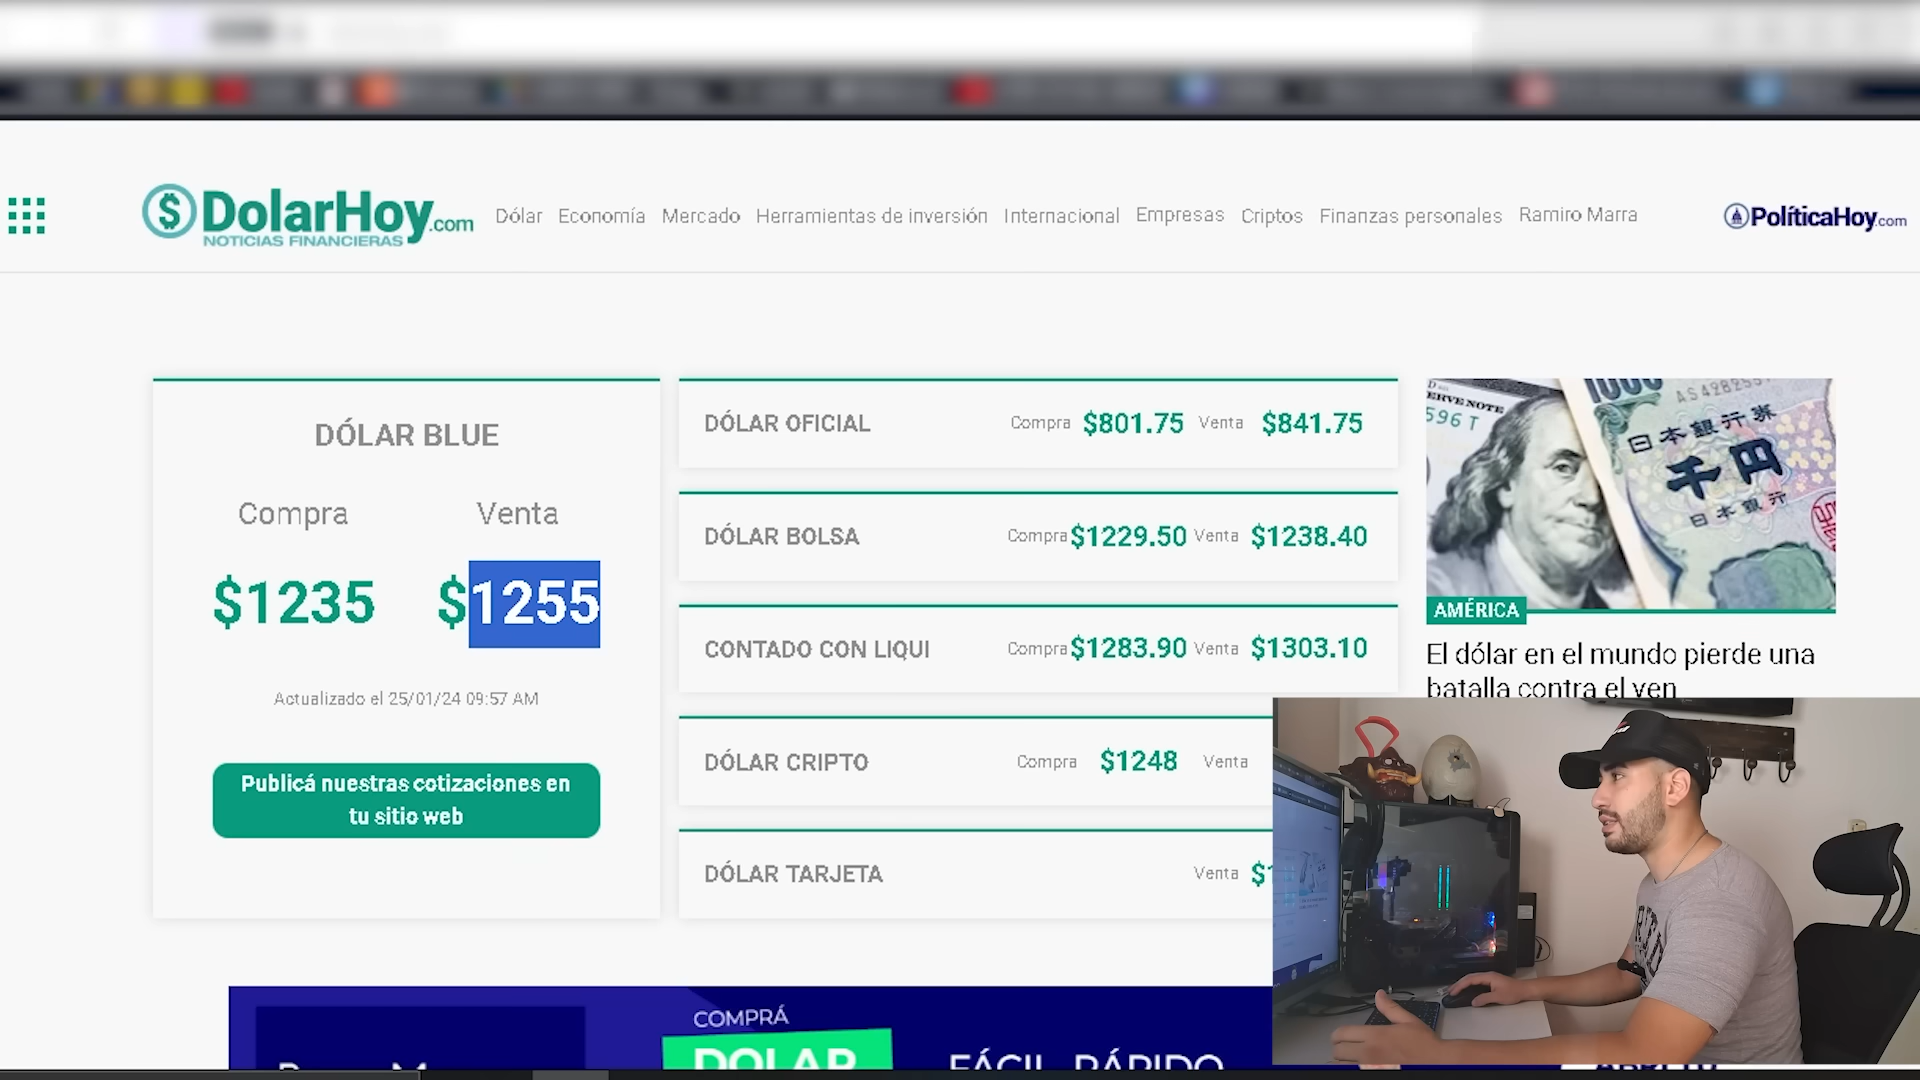 DolarHoy.com
NOTICIAS FINANCIERAS
Dólar Economía Mercado Herramientas de inversión Internacional Empresas Criptos Finanzas personales Ramiro Marra
PolíticaHoy.com
DÓLAR BLUE
Compra Venta
$1235 $1255
Actualizado el 25/01/24 09:57 AM
Publicá nuestras cotizaciones en
tu sitio web
DÓLAR OFICIAL Compra $801.75 Venta $841.75
DÓLAR BOLSA Compra $1229.50 Venta $1238.40
CONTADO CON LIQUI Compra $1283.90 Venta $1303.10
DÓLAR CRIPTO Compra $1248 Venta
DÓLAR TARJETA Venta $1
AMÉRICA
El dólar en el mundo pierde una
batalla contra el yen
COMPRÁ
DOLAR
FÁCIL, RÁPIDO